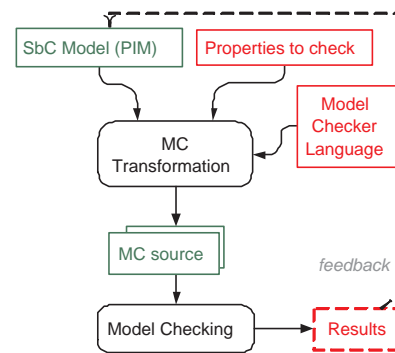 SbC Model (PIM)
Properties to check
Model
Checker
Language
MC
Transformation
MC source
feedback
Model Checking
Results